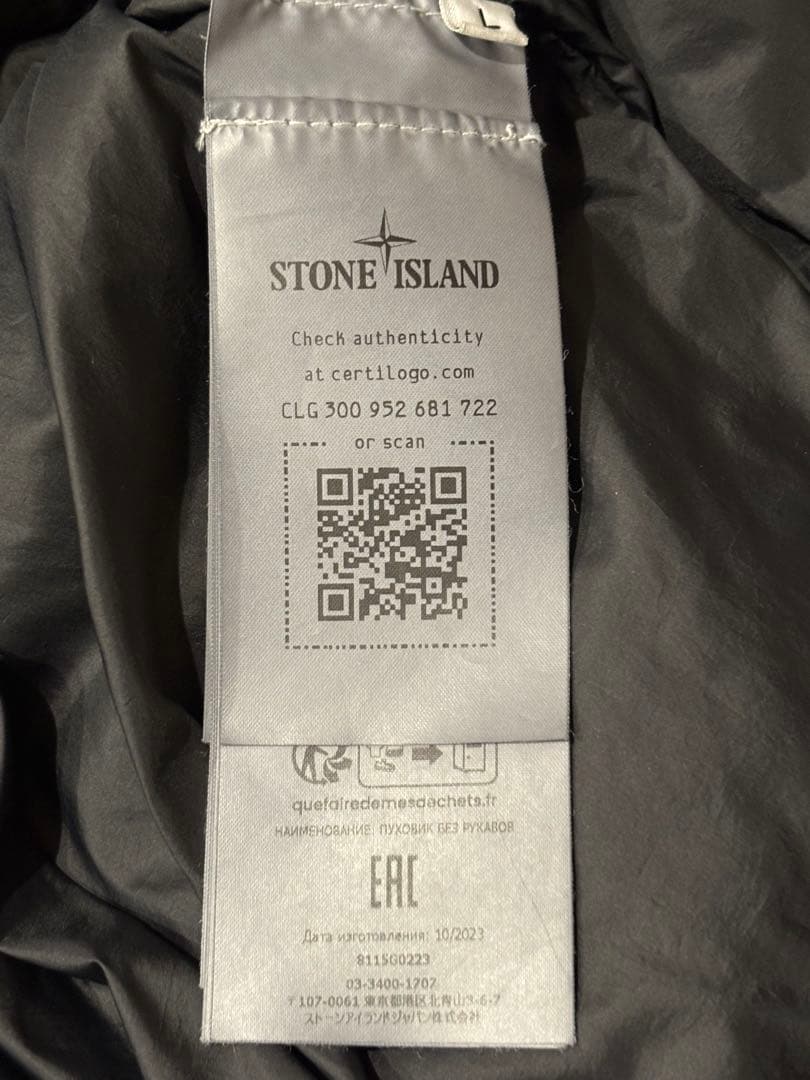 L
STONE ISLAND
Check authenticity
at certilogo.com
CLG 300 952 681 722
or scan
quefairedemesdechets.fr
НАИМЕНОВАНИЕ: ПУХОВИК БЕЗ РУКАВОВ
EAC
Дата изготовления: 10/2023
8115G0223
03-3400-1707
〒107-0061 東京都港区北青山3-6-7
ストーンアイランドジャパン株式会社